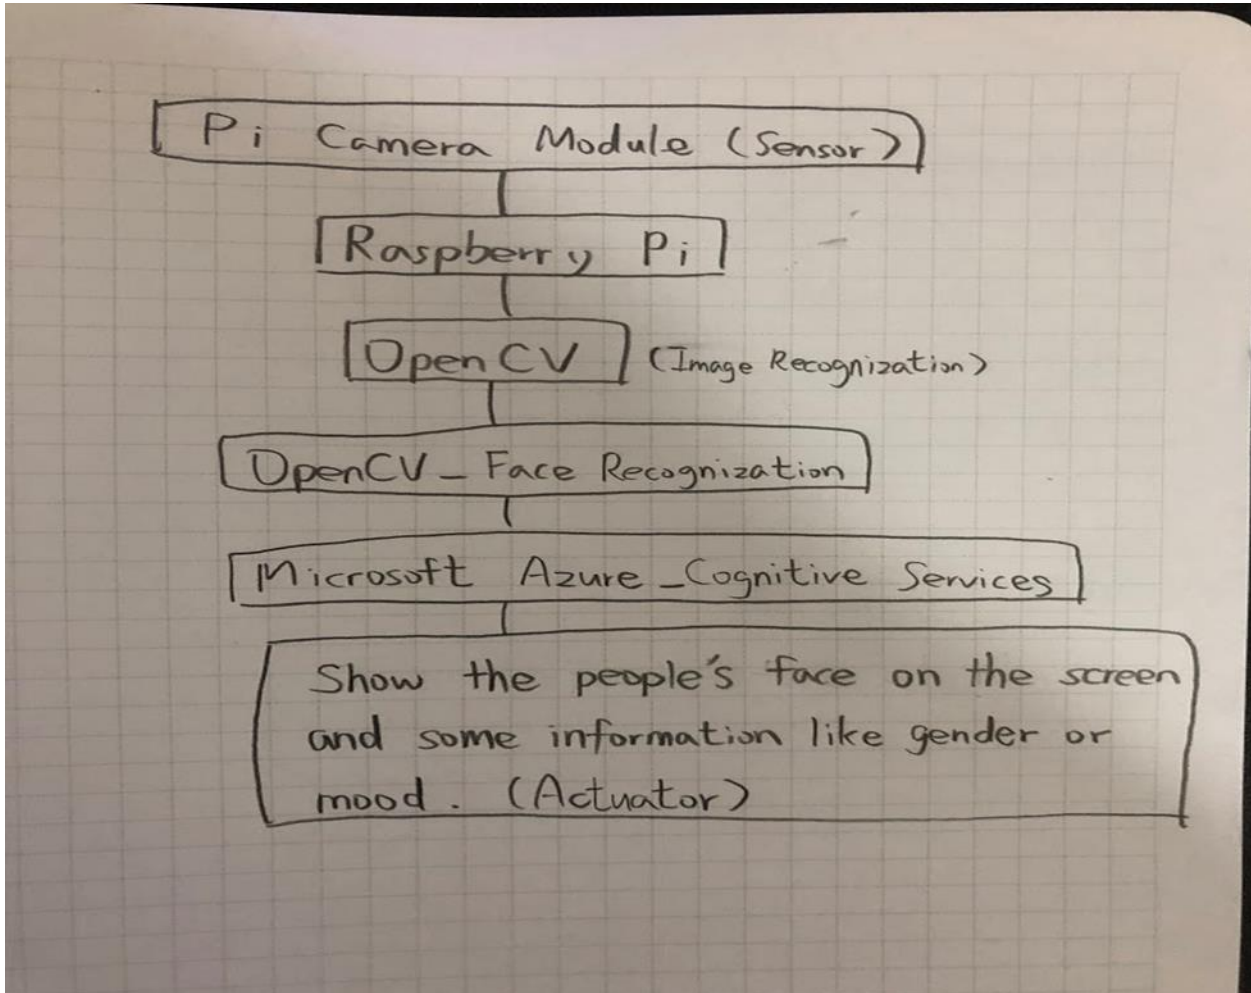 Pi Camera Module (Sensor)
Raspberry Pi
OpenCV (Image Recognization)
OpenCV_Face Recognization
Microsoft Azure_Cognitive Services
Show the people's face on the screen
and some information like gender or
mood. (Actuator)